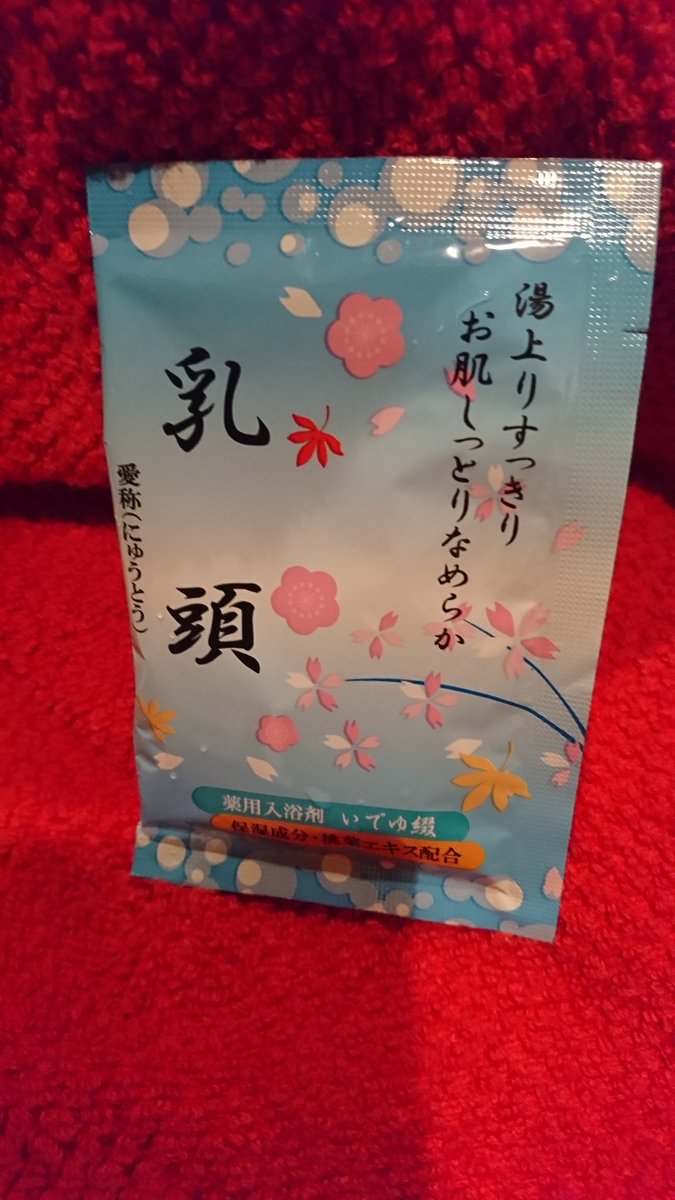 湯上りすっきり
お肌しっとりなめらか
乳頭
愛称(にゅうとう)
薬用入浴剤 いでゆ綴
保湿成分・桃葉エキス配合